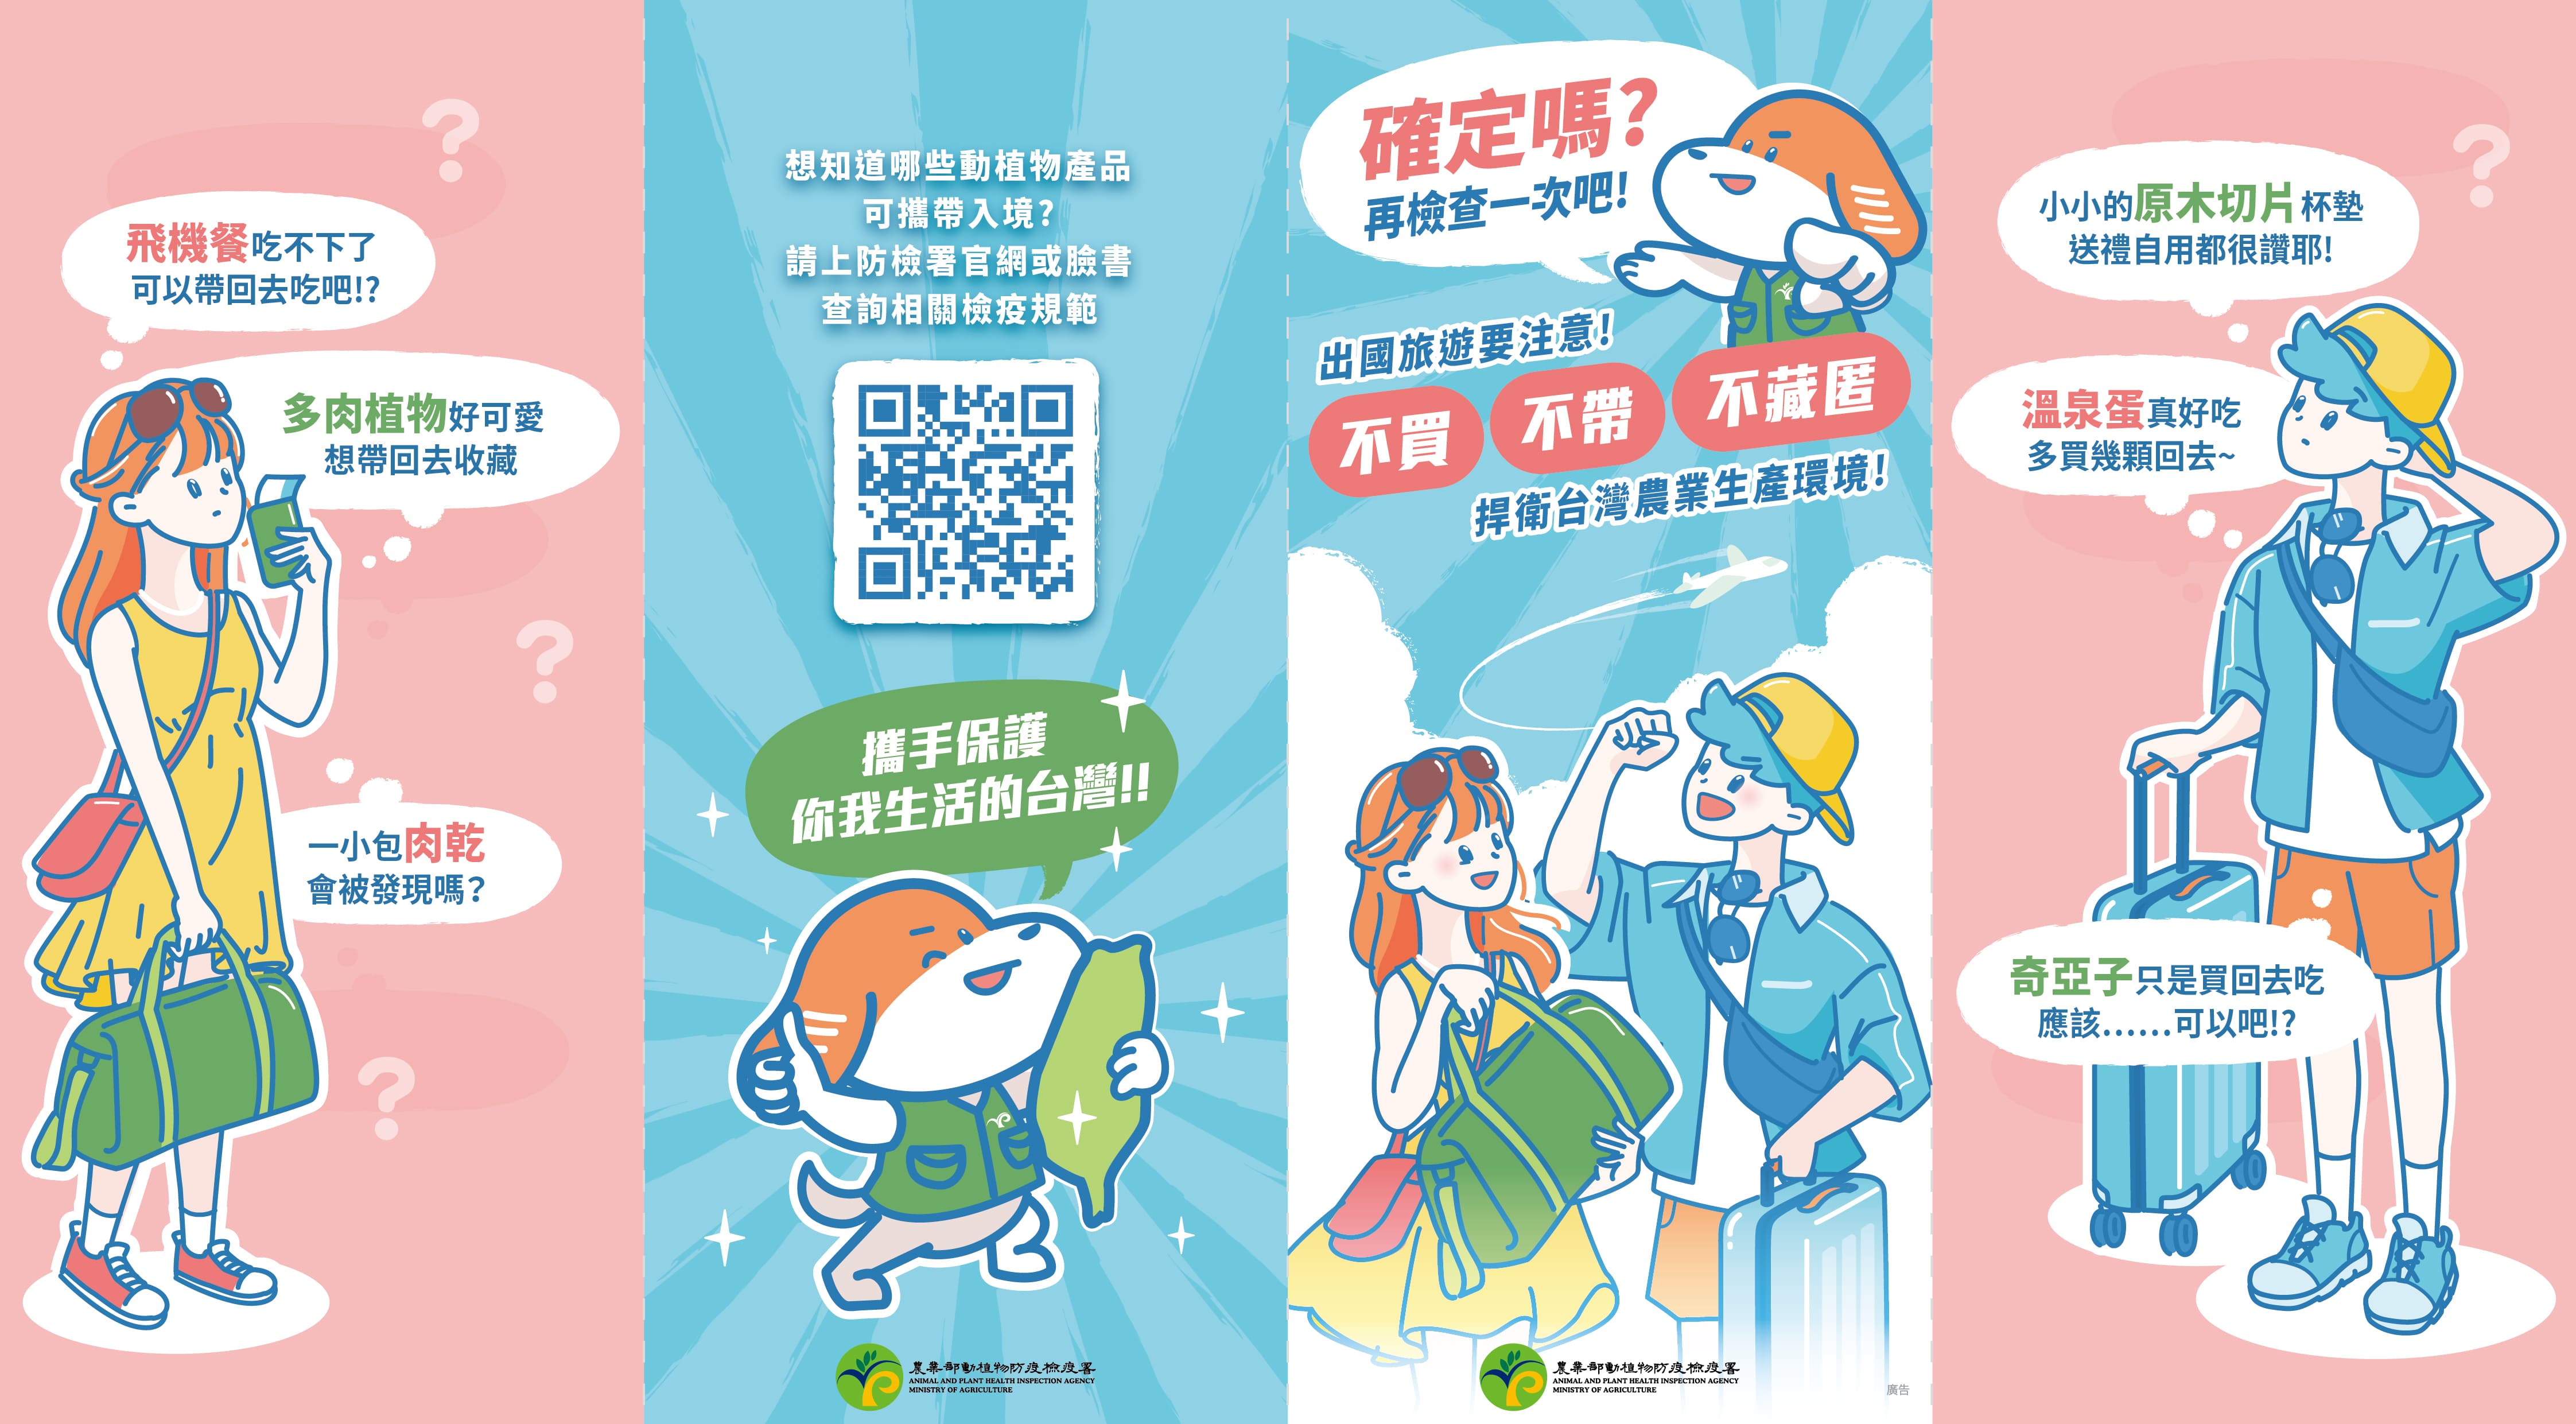 飛機餐吃不下了
可以帶回去吃吧!?
多肉植物好可愛
想帶回去收藏
一小包肉乾
會被發現嗎？
想知道哪些動植物產品
可攜帶入境？
請上防檢署官網或臉書
查詢相關檢疫規範
攜手保護
你我生活的台灣!!
農業部動植物防疫檢疫署
ANIMAL AND PLANT HEALTH INSPECTION AGENCY
MINISTRY OF AGRICULTURE
確定嗎?
再檢查一次吧!
出國旅遊要注意!
不買 不帶 不藏匿
捍衛台灣農業生產環境!
農業部動植物防疫檢疫署
ANIMAL AND PLANT HEALTH INSPECTION AGENCY
MINISTRY OF AGRICULTURE
廣告
小小的原木切片杯墊
送禮自用都很讚耶!
溫泉蛋真好吃
多買幾顆回去~
奇亞子只是買回去吃
應該……可以吧!?